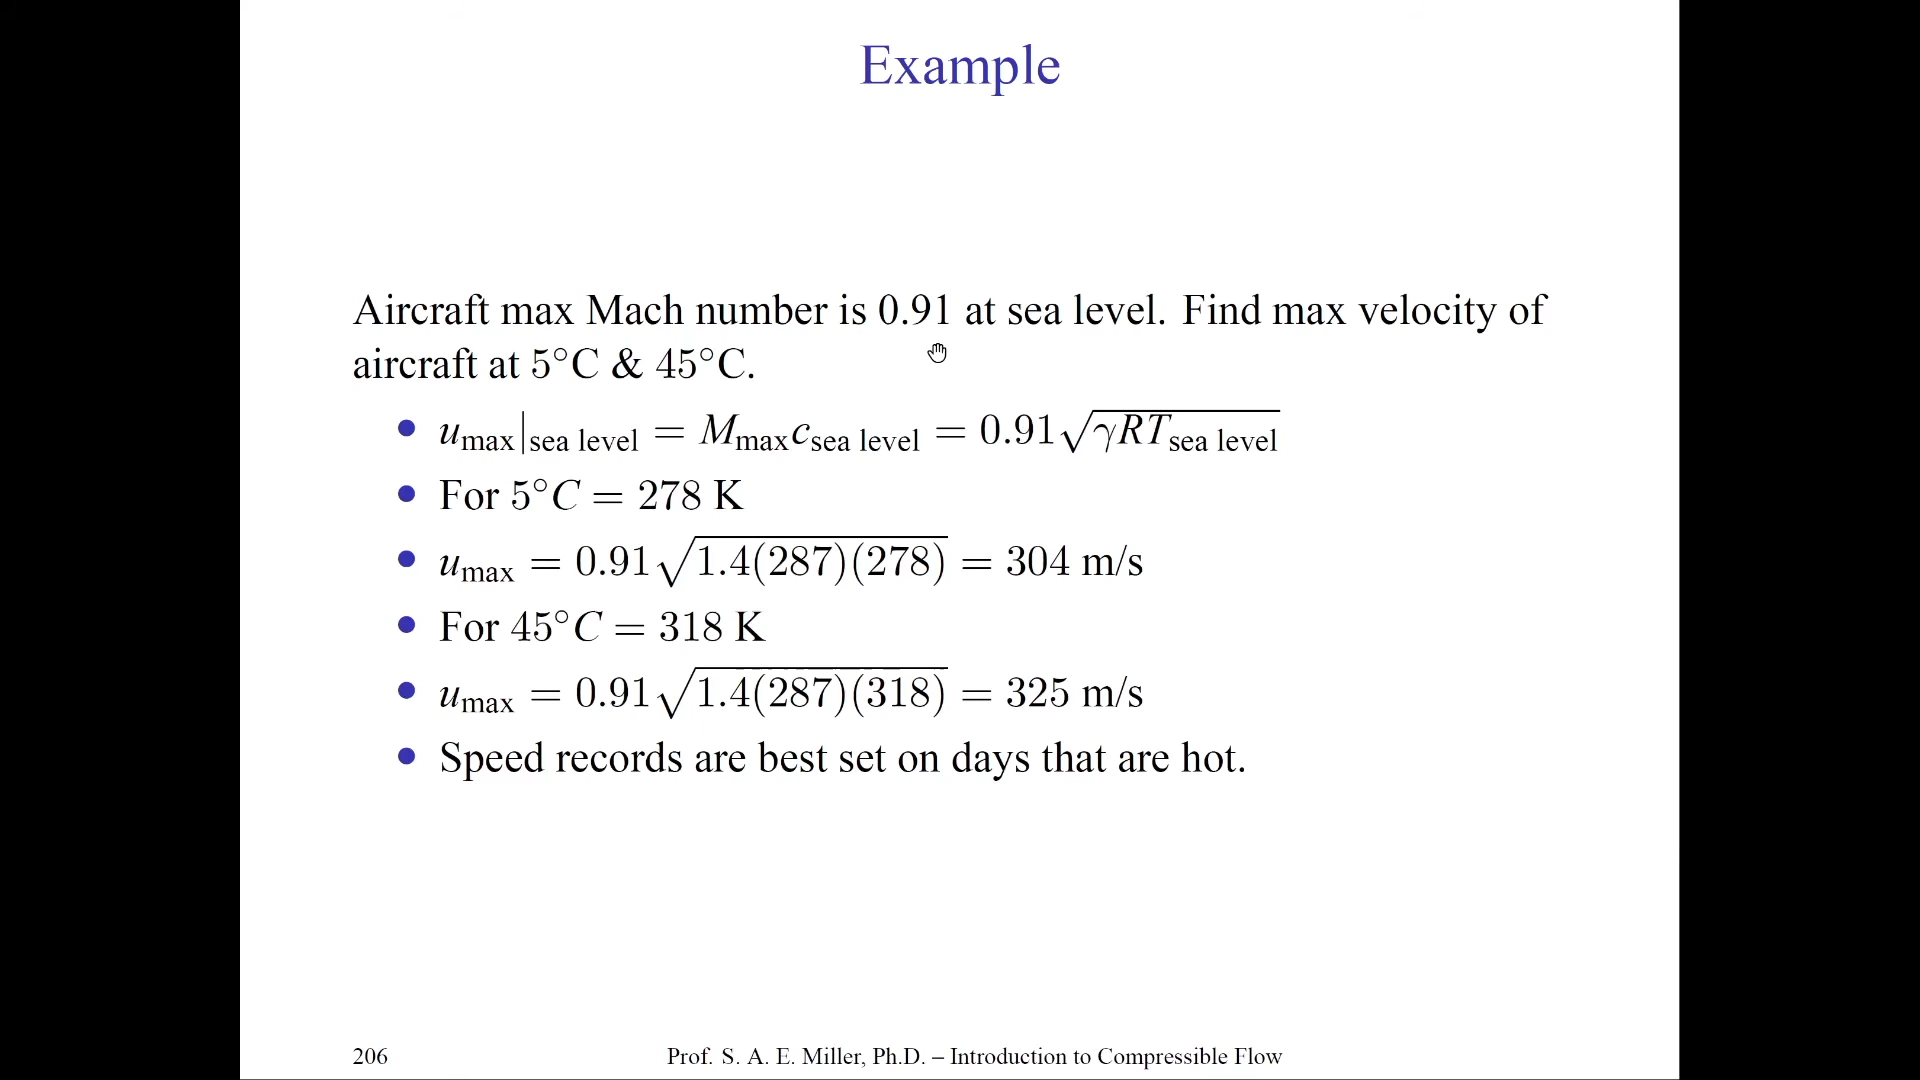 Example
Aircraft max Mach number is 0.91 at sea level. Find max velocity of
aircraft at 5°C & 45°C.
• u_max|_sea level = M_max c_sea level = 0.91√(γRT_sea level)
• For 5°C = 278 K
• u_max = 0.91√(1.4(287)(278)) = 304 m/s
• For 45°C = 318 K
• u_max = 0.91√(1.4(287)(318)) = 325 m/s
• Speed records are best set on days that are hot.
206 Prof. S. A. E. Miller, Ph.D. – Introduction to Compressible Flow